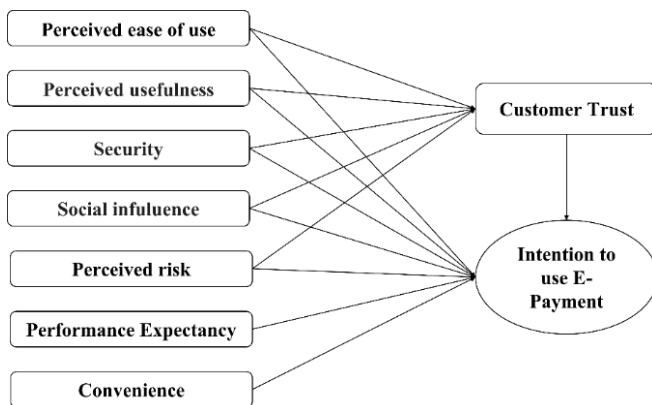 Perceived ease of use
Perceived usefulness
Security
Social infuluence
Perceived risk
Performance Expectancy
Convenience
Customer Trust
Intention to
use E-
Payment